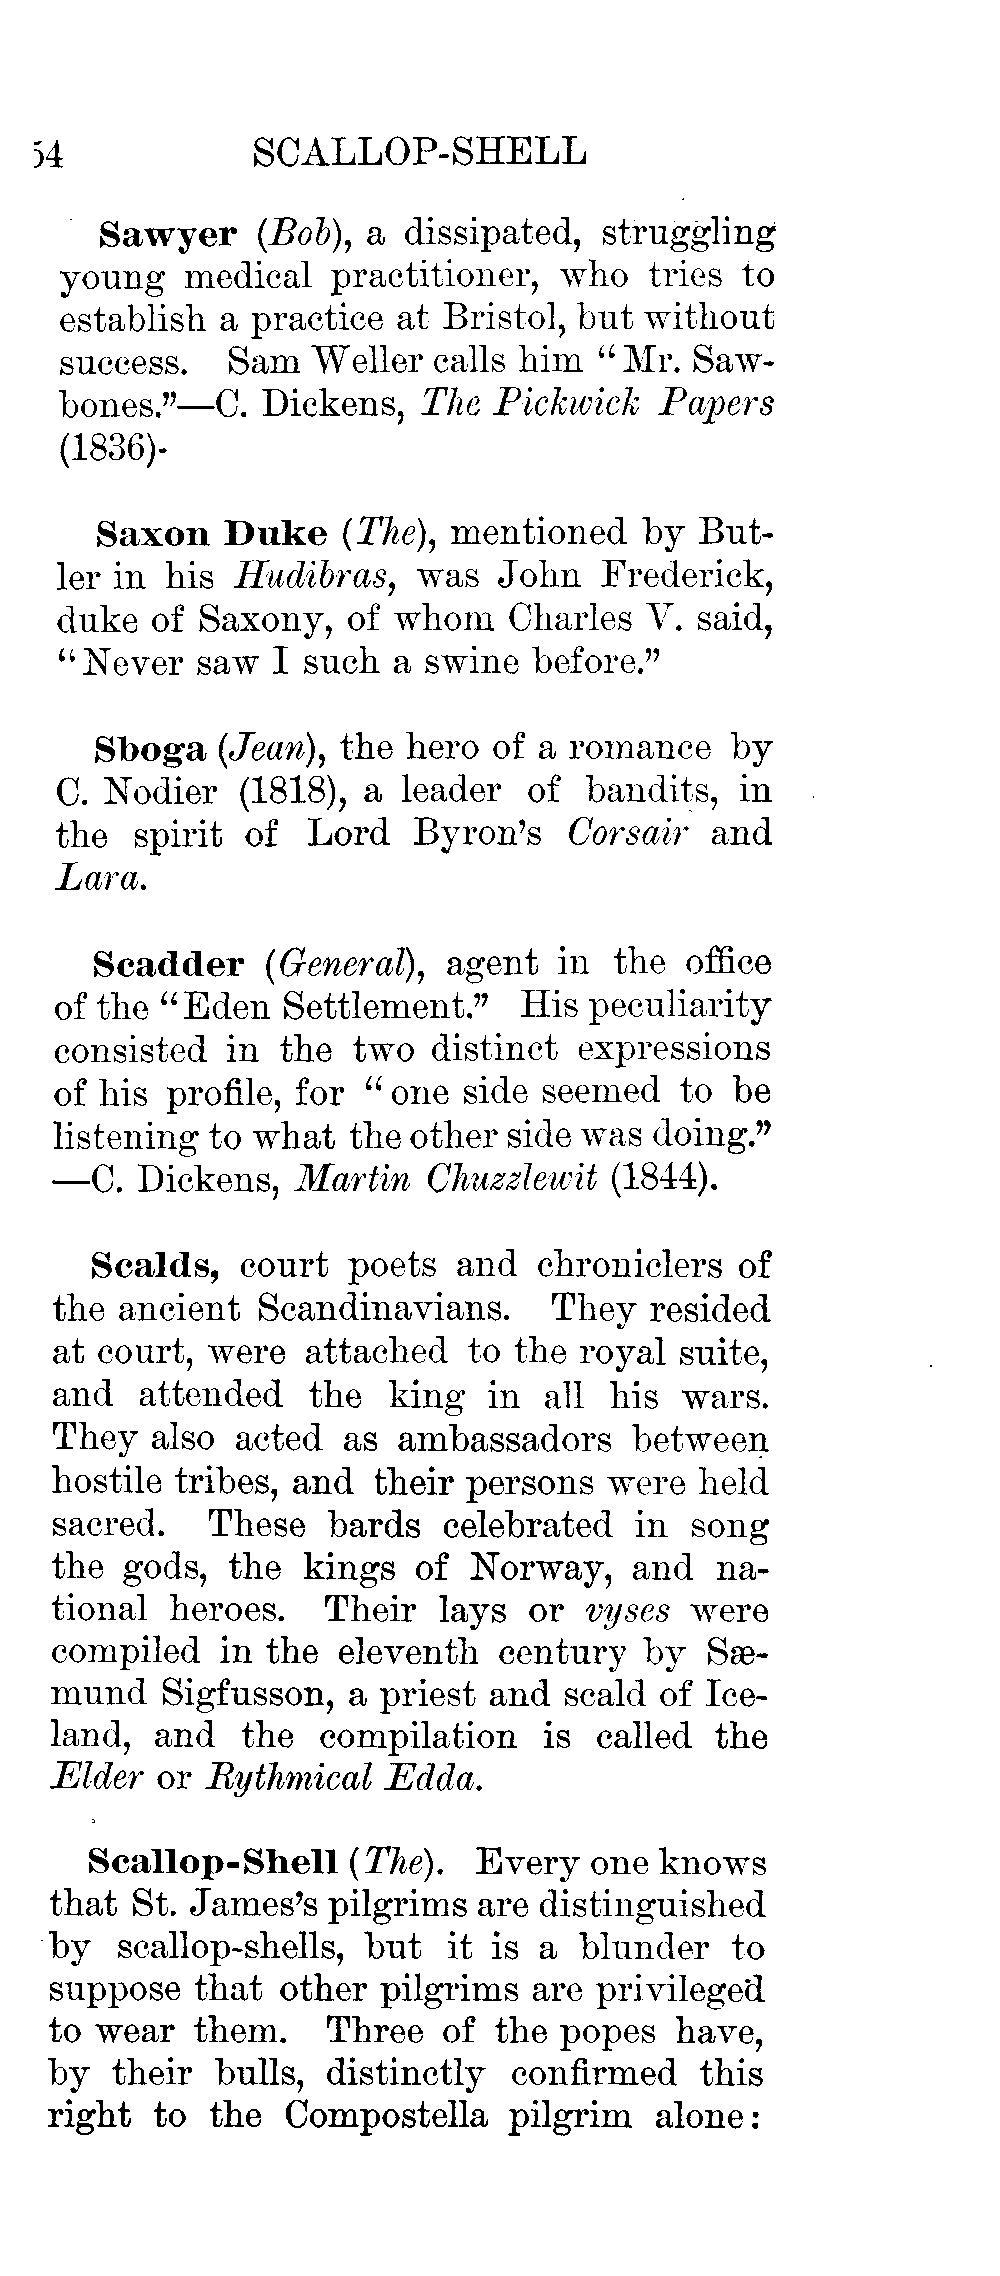 54 SCALLOP-SHELL
Sawyer (Bob), a dissipated, struggling
young medical practitioner, who tries to
establish a practice at Bristol, but without
success. Sam Weller calls him "Mr. Saw-
bones."—C. Dickens, The Pickwick Papers
(1836).
Saxon Duke (The), mentioned by But-
ler in his Hudibras, was John Frederick,
duke of Saxony, of whom Charles V. said,
"Never saw I such a swine before."
Sboga (Jean), the hero of a romance by
C. Nodier (1818), a leader of bandits, in
the spirit of Lord Byron's Corsair and
Lara.
Scadder (General), agent in the office
of the "Eden Settlement." His peculiarity
consisted in the two distinct expressions
of his profile, for "one side seemed to be
listening to what the other side was doing."
—C. Dickens, Martin Chuzzlewit (1844).
Scalds, court poets and chroniclers of
the ancient Scandinavians. They resided
at court, were attached to the royal suite,
and attended the king in all his wars.
They also acted as ambassadors between
hostile tribes, and their persons were held
sacred. These bards celebrated in song
the gods, the kings of Norway, and na-
tional heroes. Their lays or vyses were
compiled in the eleventh century by Sæ-
mund Sigfusson, a priest and scald of Ice-
land, and the compilation is called the
Elder or Rythmical Edda.
Scallop-Shell (The). Every one knows
that St. James's pilgrims are distinguished
by scallop-shells, but it is a blunder to
suppose that other pilgrims are privileged
to wear them. Three of the popes have,
by their bulls, distinctly confirmed this
right to the Compostella pilgrim alone: